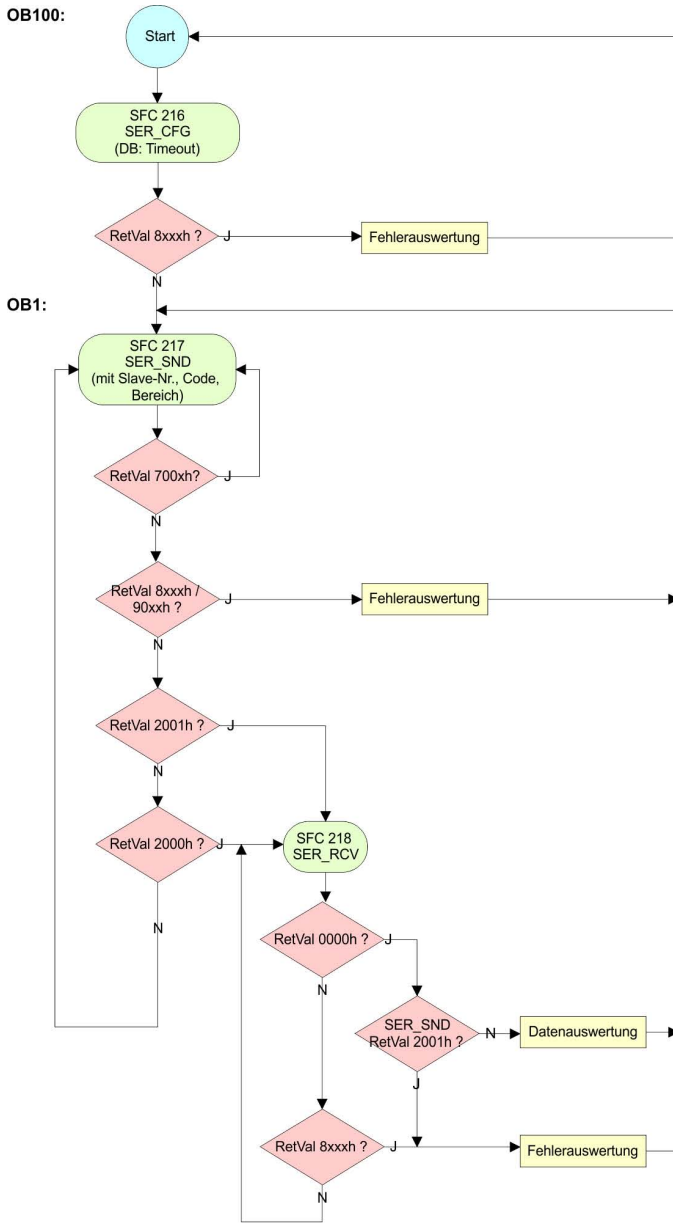 OB100:
Start
SFC 216
SER_CFG
(DB: Timeout)
RetVal 8xxxh ?
J
Fehlerauswertung
N
OB1:
SFC 217
SER_SND
(mit Slave-Nr., Code,
Bereich)
RetVal 700xh?
J
N
RetVal 8xxxh /
90xxh ?
J
Fehlerauswertung
N
RetVal 2001h ?
J
N
RetVal 2000h ?
J
SFC 218
SER_RCV
N
RetVal 0000h ?
J
N
SER_SND
RetVal 2001h ?
N
Datenauswertung
J
RetVal 8xxxh ?
J
Fehlerauswertung
N